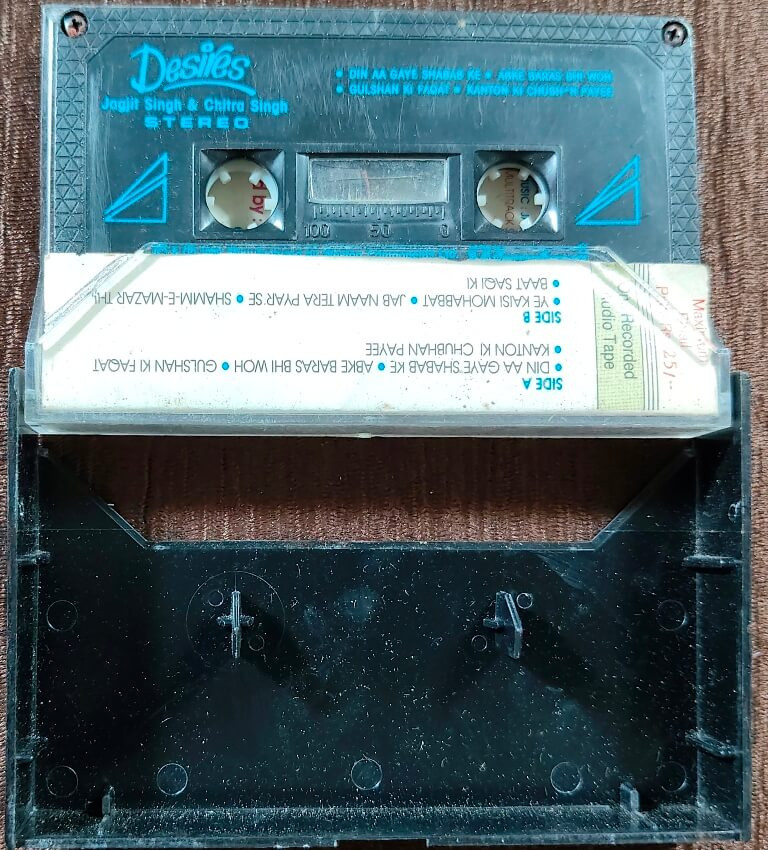 Desires
Jagjit Singh & Chitra Singh
STEREO
• DIN AA GAYE SHABAB KE • ABKE BARAS BHI WOH
• GULSHAN KI FAQAT • KANTON KI CHUBHAN PAYEE
100 50 0
by :
SIDE A
• DIN AA GAYE SHABAB KE • ABKE BARAS BHI WOH • GULSHAN KI FAQAT
• KANTON KI CHUBHAN PAYEE
SIDE B
• YE KAISI MOHABBAT • JAB NAAM TERA PYAR SE • SHAMM-E-MAZAR THI
• BAAT SAQI KI
Recorded
Audio Tape
25/-